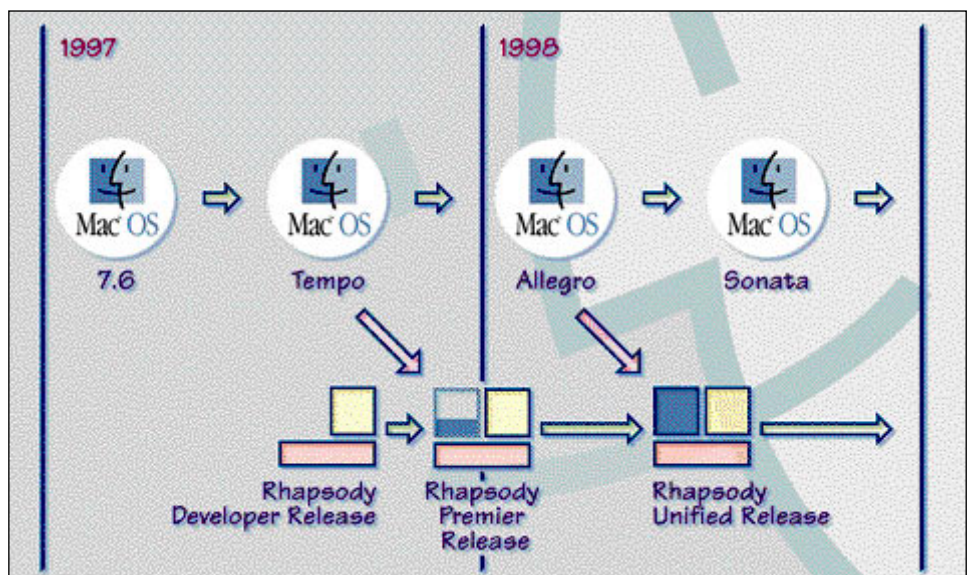 1997
1998
Mac OS
Mac OS
Mac OS
Mac OS
7.6
Tempo
Allegro
Sonata
Rhapsody
Developer Release
Rhapsody
Premier
Release
Rhapsody
Unified Release